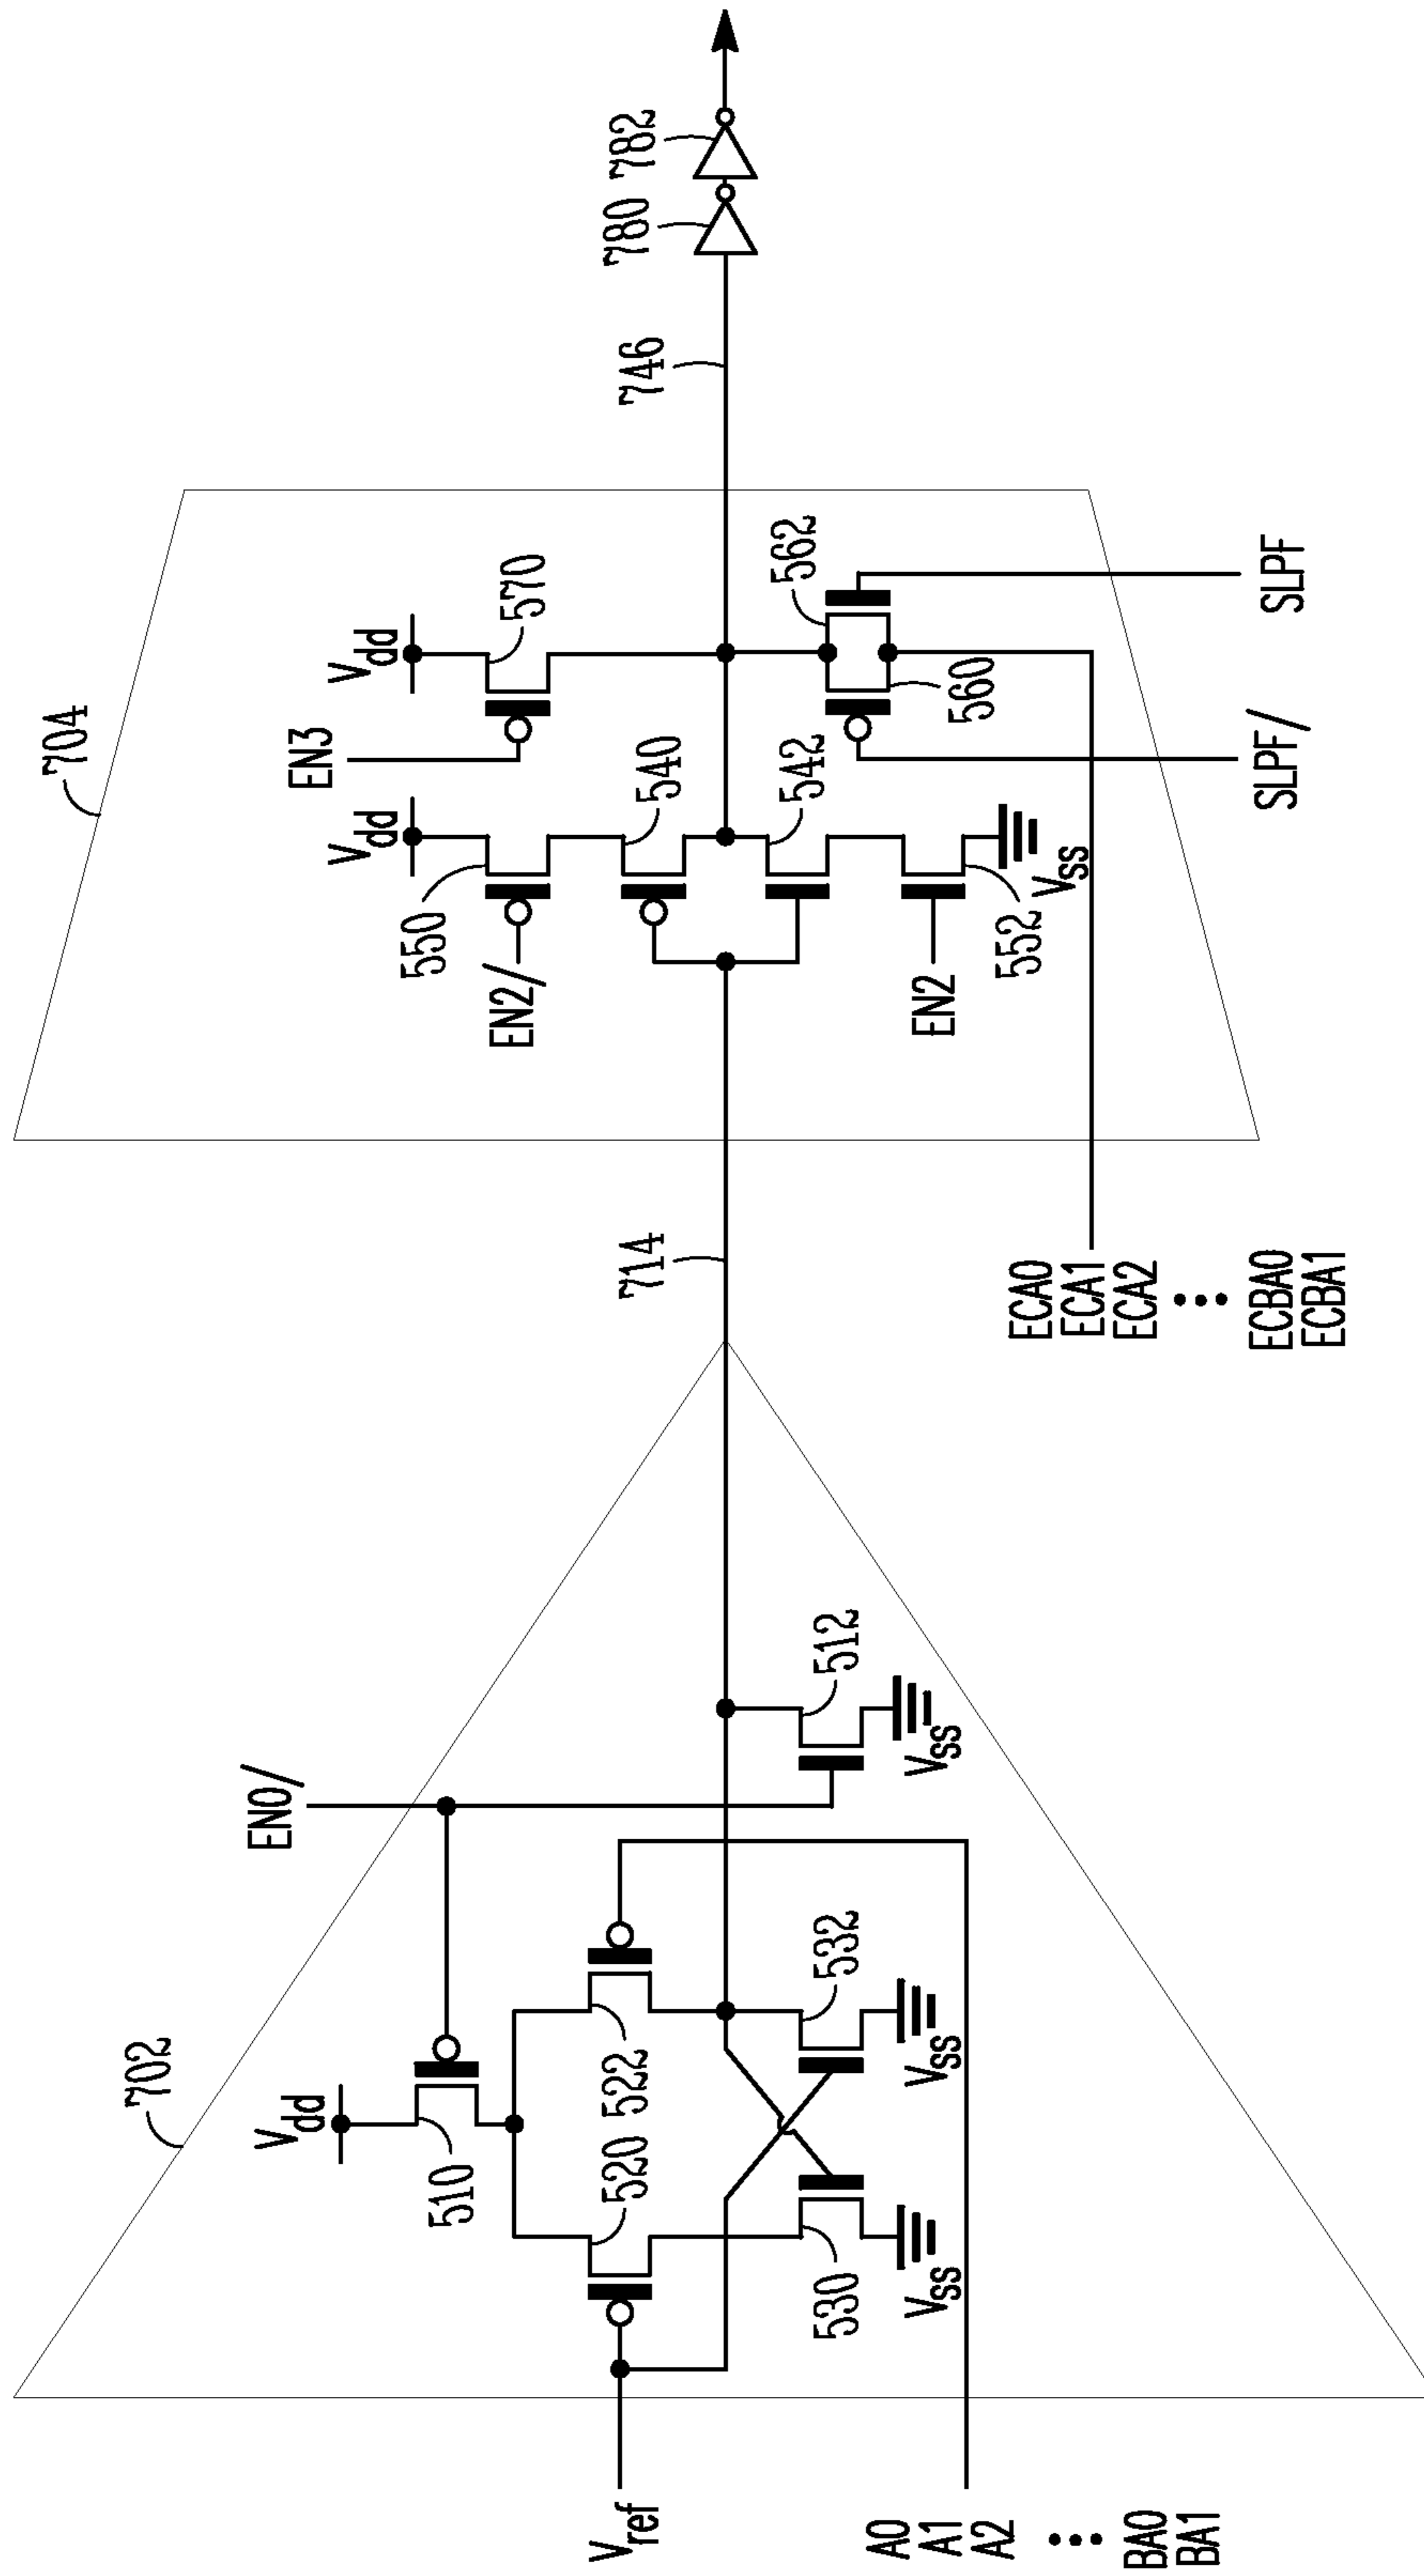 702
V_dd
510
EN0/
520
522
530
532
512
V_ss
V_ss
V_ss
V_ref
A0
A1
A2
•••
BA0
BA1
714
704
V_dd
550
EN2/
540
542
EN2
552
V_ss
V_dd
EN3
570
562
560
SLPF/
SLPF
ECA0
ECA1
ECA2
•••
ECBA0
ECBA1
746
780
782